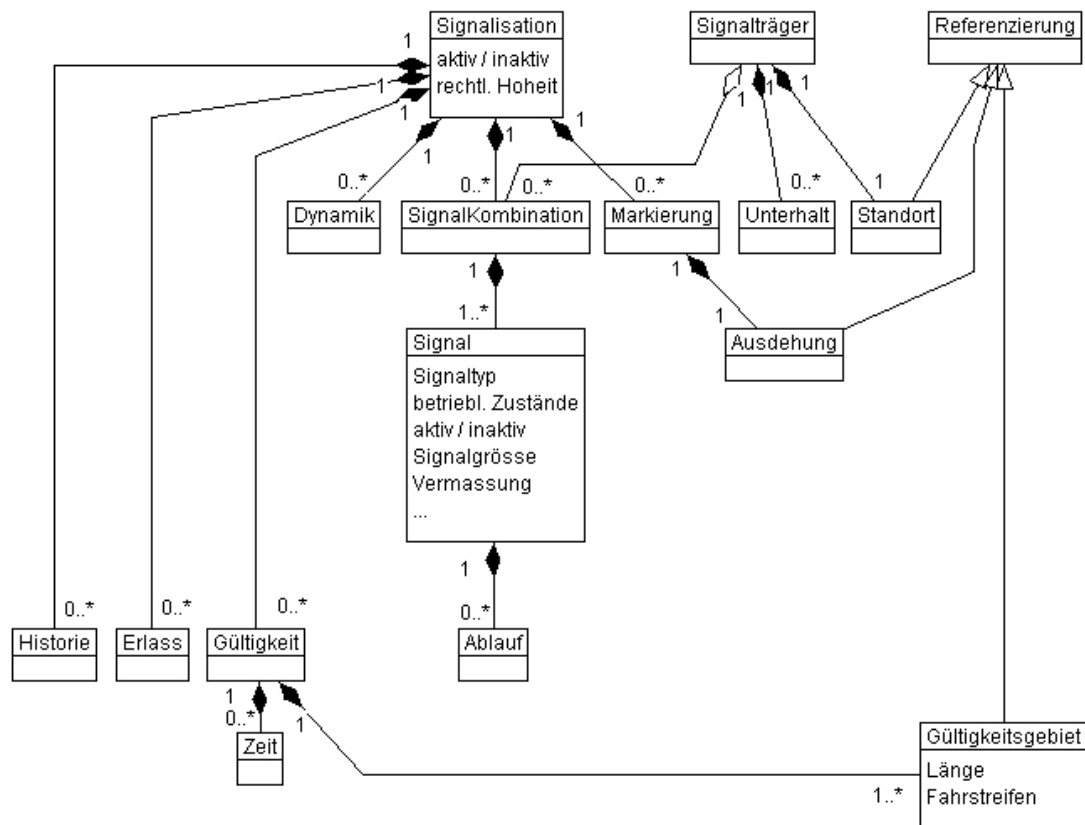 Signalisation
aktiv / inaktiv
rechtl. Hoheit
Signalträger
Referenzierung
1
1
1
1
1
1
1
1
1
0..*
0..*
0..*
0..*
0..*
1
Dynamik
SignalKombination
Markierung
Unterhalt
Standort
1
1
1..*
1
Signal
Signaltyp
betriebl. Zustände
aktiv / inaktiv
Signalgrösse
Vermassung
...
Ausdehung
1
0..*
0..*
0..*
0..*
Historie
Erlass
Gültigkeit
Ablauf
1
0..*
1
Zeit
Gültigkeitsgebiet
Länge
Fahrstreifen
1..*